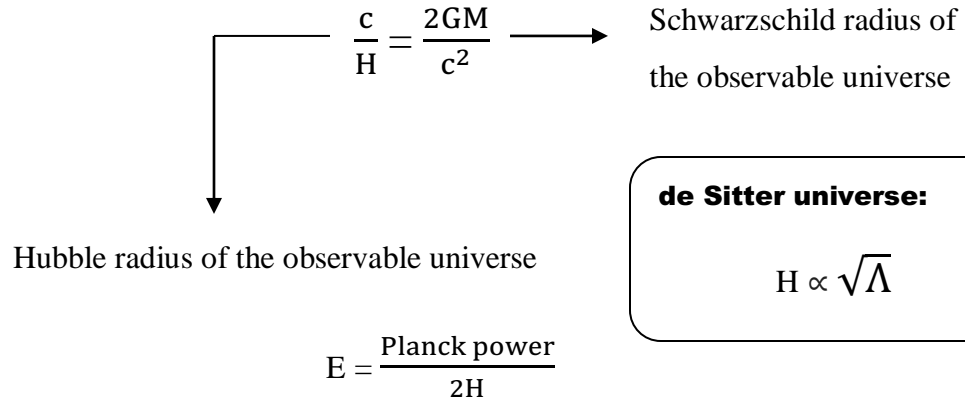 c/H = 2GM/c²
Schwarzschild radius of
the observable universe
Hubble radius of the observable universe
de Sitter universe:
H ∝ √Λ
E = Planck power/2H